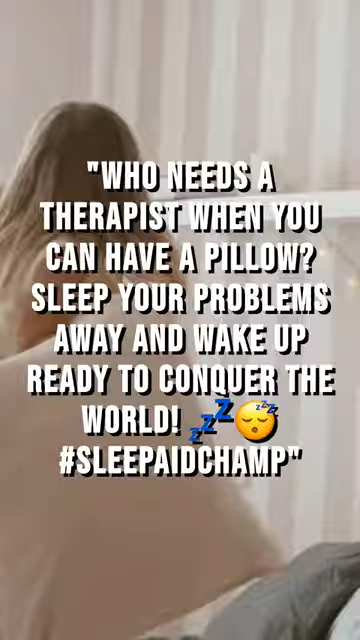 "WHO NEEDS A
THERAPIST WHEN YOU
CAN HAVE A PILLOW?
SLEEP YOUR PROBLEMS
AWAY AND WAKE UP
READY TO CONQUER THE
WORLD! 💤😴
#SLEEPAIDCHAMP"